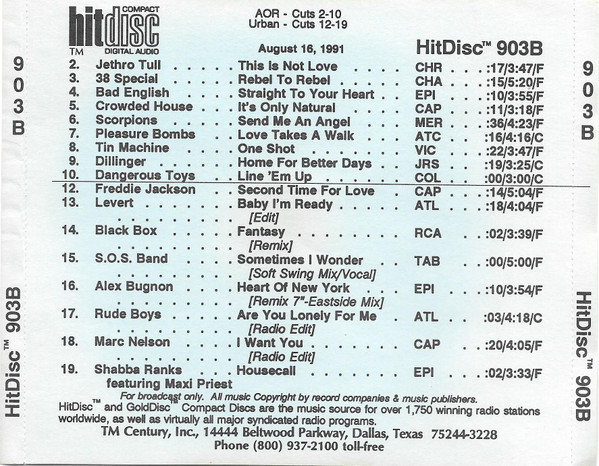 AOR - Cuts 2-10
Urban - Cuts 12-19
COMPACT
hitdisc
TM DIGITAL AUDIO
August 16, 1991
HitDisc™ 903B
2. Jethro Tull . . . . . . This Is Not Love . . . . . CHR . . .:17/3:47/F
3. 38 Special . . . . . . Rebel To Rebel . . . . . CHA . . .:15/5:20/F
4. Bad English . . . . . . Straight To Your Heart . . EPI . . .:10/3:55/F
5. Crowded House . . . . It's Only Natural . . . . . CAP . . .:11/3:18/F
6. Scorpions . . . . . . Send Me An Angel . . . . MER . . .:36/4:23/F
7. Pleasure Bombs . . . . Love Takes A Walk . . . . ATC . . .:16/4:16/C
8. Tin Machine . . . . . One Shot . . . . . . . . VIC . . .:22/3:47/F
9. Dillinger . . . . . . Home For Better Days . . JRS . . .:19/3:25/C
10. Dangerous Toys . . . . Line 'Em Up . . . . . . COL . . .:00/3:00/C
12. Freddie Jackson . . . . Second Time For Love . . CAP . . .:14/5:04/F
13. Levert . . . . . . . . Baby I'm Ready . . . . . ATL . . .:18/4:04/F
[Edit]
14. Black Box . . . . . . Fantasy . . . . . . . . RCA . . .:02/3:39/F
[Remix]
15. S.O.S. Band . . . . . Sometimes I Wonder . . . TAB . . .:00/5:00/F
[Soft Swing Mix/Vocal]
16. Alex Bugnon . . . . . Heart Of New York . . . . EPI . . .:10/3:54/F
[Remix 7"-Eastside Mix]
17. Rude Boys . . . . . . Are You Lonely For Me . . ATL . . .:03/4:18/C
[Radio Edit]
18. Marc Nelson . . . . . I Want You . . . . . . . CAP . . .:20/4:05/F
[Radio Edit]
19. Shabba Ranks Housecall . . . . . . . EPI . . .:02/3:33/F
featuring Maxi Priest
For broadcast only. All music Copyright by record companies & music publishers.
HitDisc™ and GoldDisc™ Compact Discs are the music source for over 1,750 winning radio stations
worldwide, as well as virtually all major syndicated radio programs.
TM Century, Inc., 14444 Beltwood Parkway, Dallas, Texas 75244-3228
Phone (800) 937-2100 toll-free
903B
HitDisc™ 903B
903B
HitDisc™ 903B